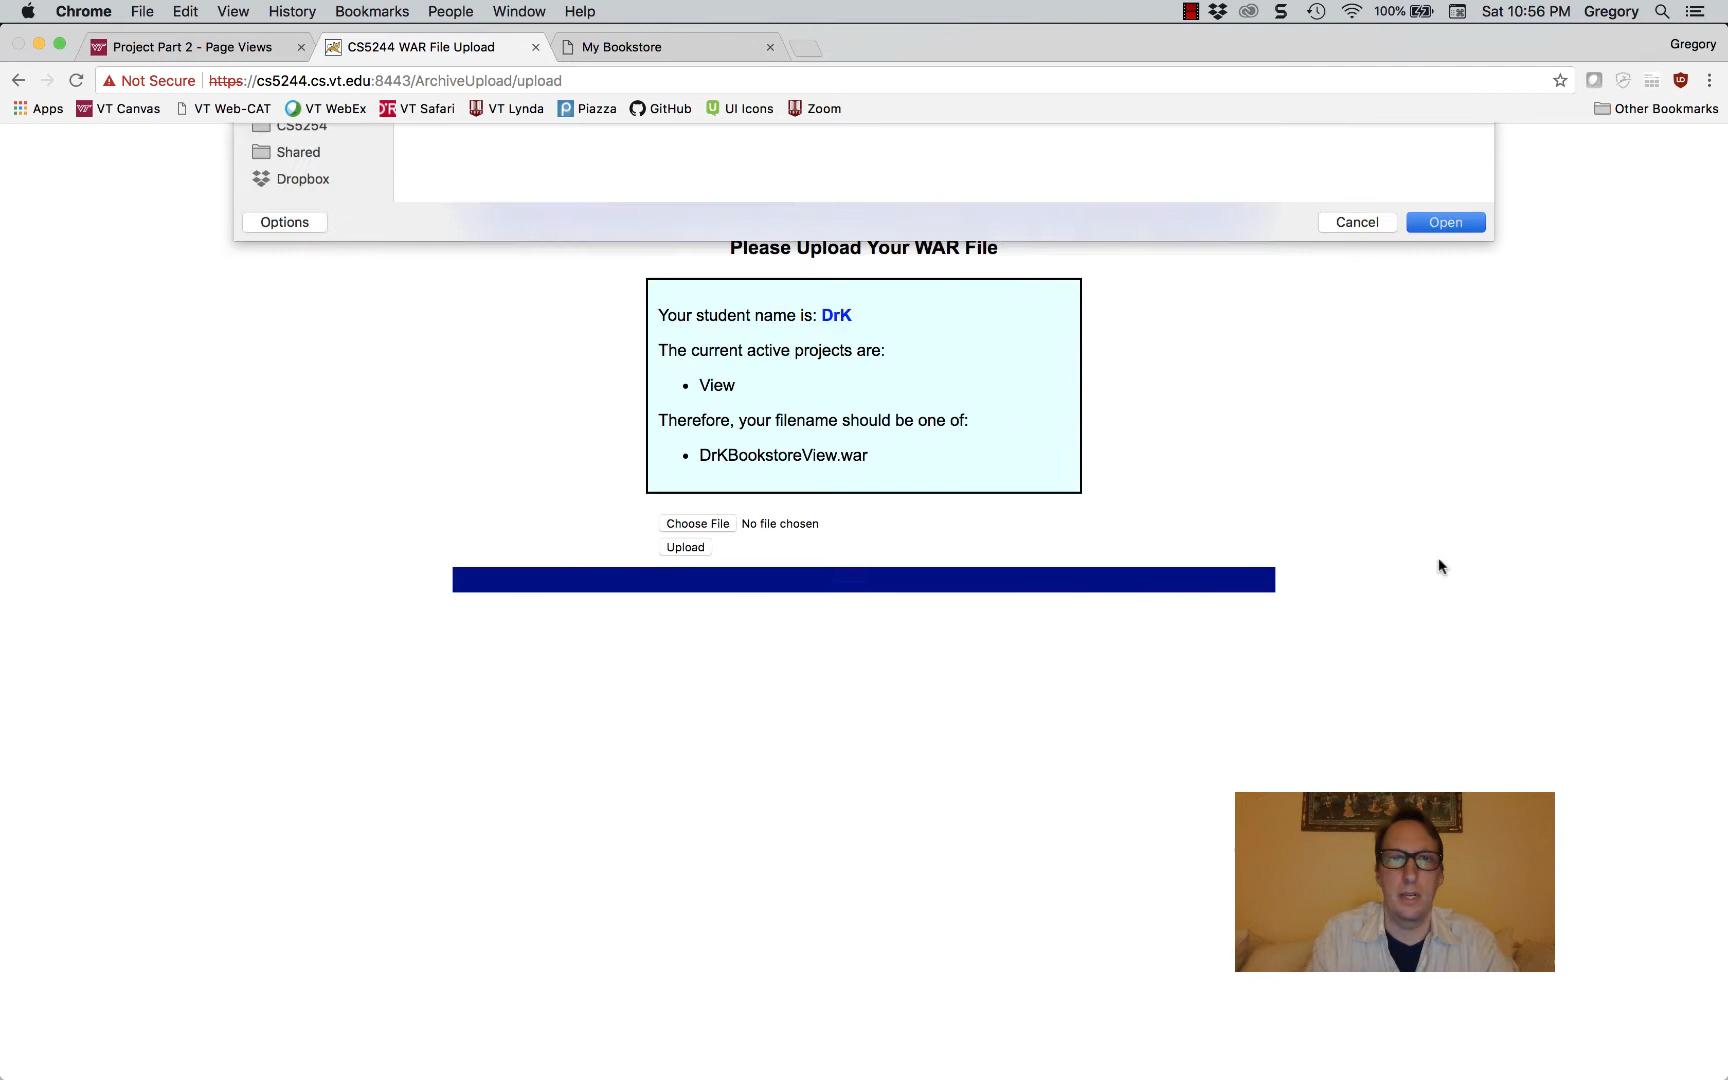 Chrome File Edit View History Bookmarks People Window Help 100% Sat 10:56 PM Gregory
Project Part 2 - Page Views CS5244 WAR File Upload My Bookstore Gregory
Not Secure https://cs5244.cs.vt.edu:8443/ArchiveUpload/upload
Apps VT Canvas VT Web-CAT VT WebEx VT Safari VT Lynda Piazza GitHub UI Icons Zoom Other Bookmarks
CS5254
Shared
Dropbox
Options Cancel Open
Please Upload Your WAR File
Your student name is: DrK
The current active projects are:
• View
Therefore, your filename should be one of:
• DrKBookstoreView.war
Choose File No file chosen
Upload